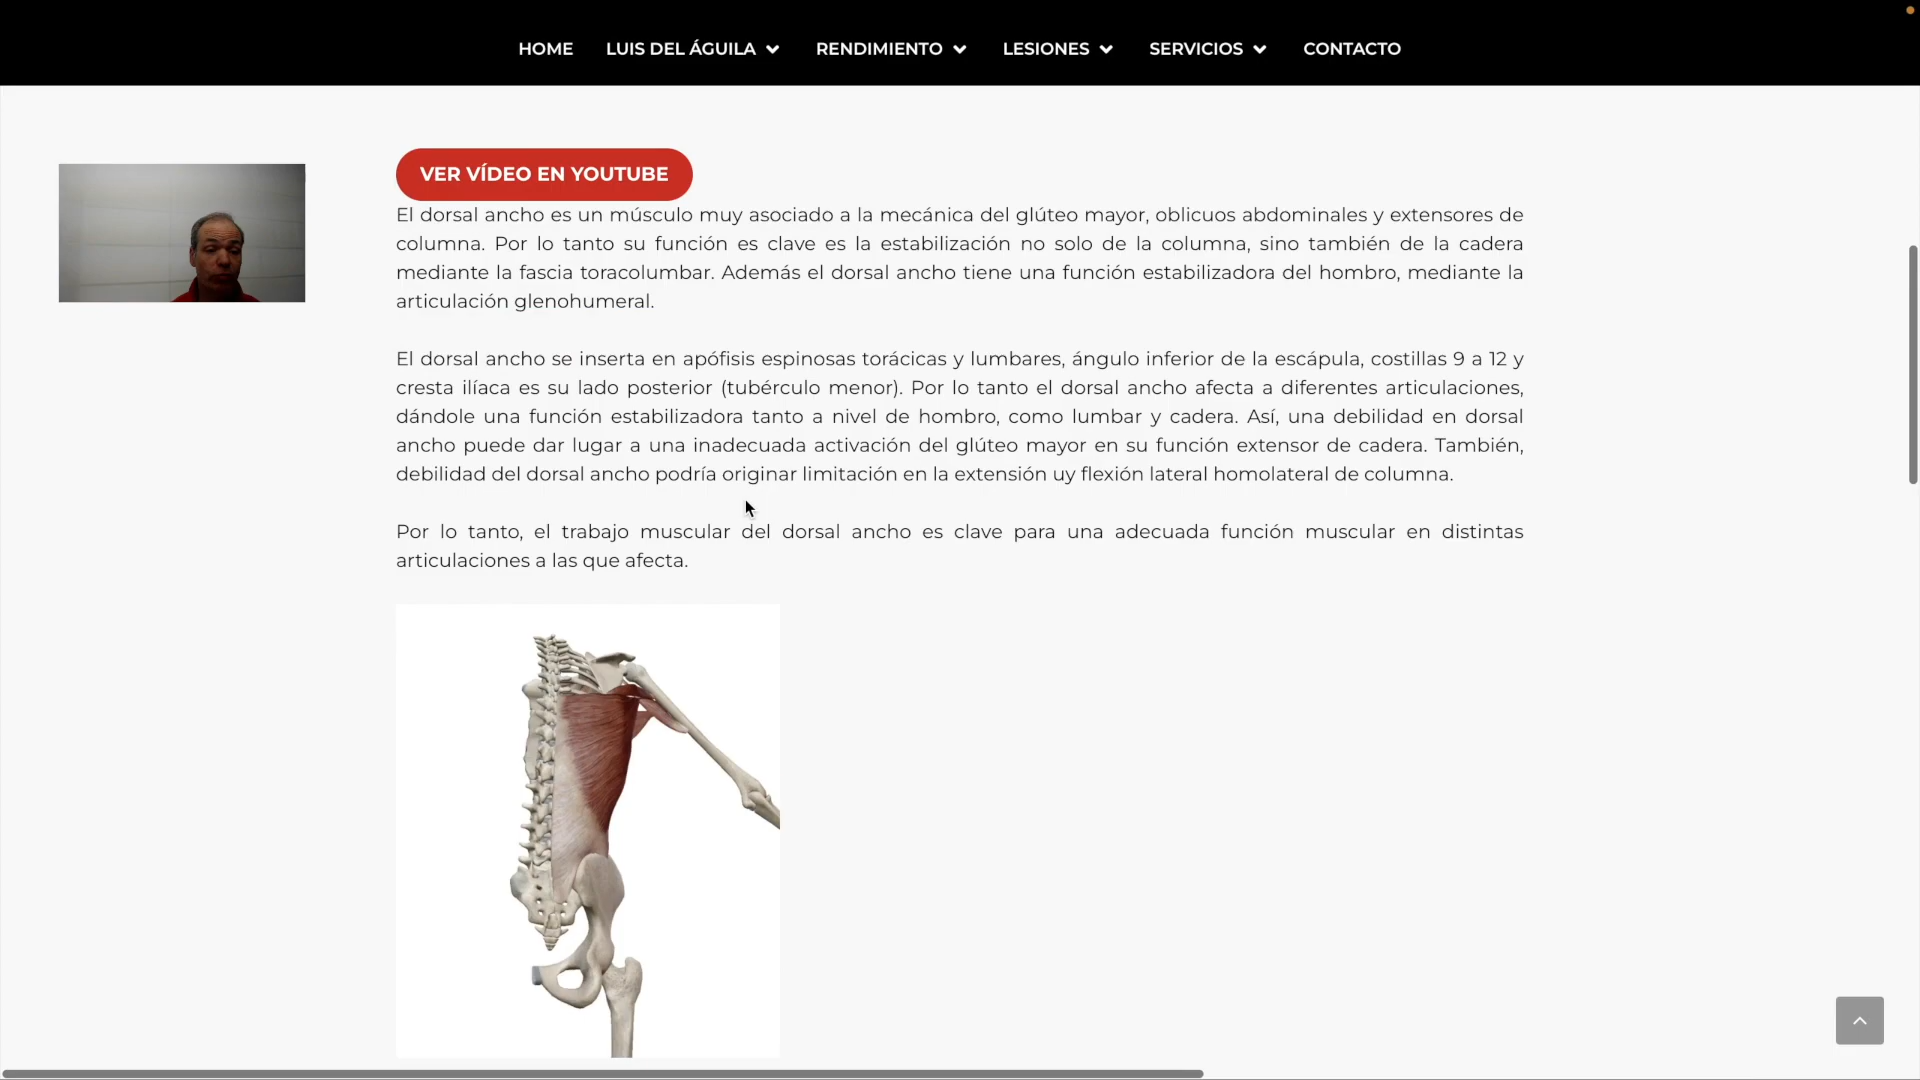 HOME LUIS DEL ÁGUILA RENDIMIENTO LESIONES SERVICIOS CONTACTO
VER VÍDEO EN YOUTUBE
El dorsal ancho es un músculo muy asociado a la mecánica del glúteo mayor, oblicuos abdominales y extensores de
columna. Por lo tanto su función es clave es la estabilización no solo de la columna, sino también de la cadera
mediante la fascia toracolumbar. Además el dorsal ancho tiene una función estabilizadora del hombro, mediante la
articulación glenohumeral.
El dorsal ancho se inserta en apófisis espinosas torácicas y lumbares, ángulo inferior de la escápula, costillas 9 a 12 y
cresta ilíaca es su lado posterior (tubérculo menor). Por lo tanto el dorsal ancho afecta a diferentes articulaciones,
dándole una función estabilizadora tanto a nivel de hombro, como lumbar y cadera. Así, una debilidad en dorsal
ancho puede dar lugar a una inadecuada activación del glúteo mayor en su función extensor de cadera. También,
debilidad del dorsal ancho podría originar limitación en la extensión uy flexión lateral homolateral de columna.
Por lo tanto, el trabajo muscular del dorsal ancho es clave para una adecuada función muscular en distintas
articulaciones a las que afecta.